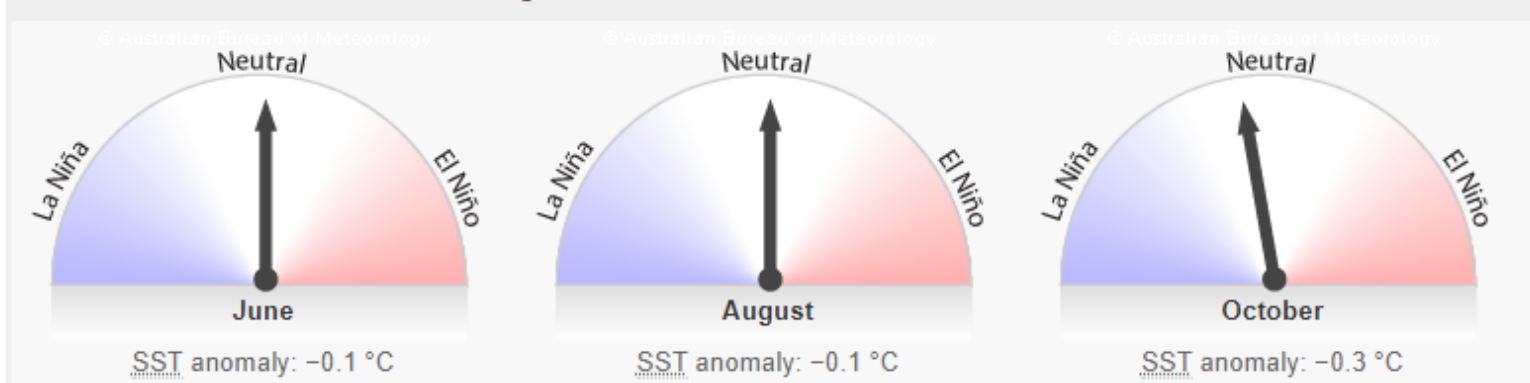 © Australian Bureau of Meteorology
© Australian Bureau of Meteorology
© Australian Bureau of Meteorology
Neutral
La Niña
El Niño
June
SST anomaly: −0.1 °C
Neutral
La Niña
El Niño
August
SST anomaly: −0.1 °C
Neutral
La Niña
El Niño
October
SST anomaly: −0.3 °C